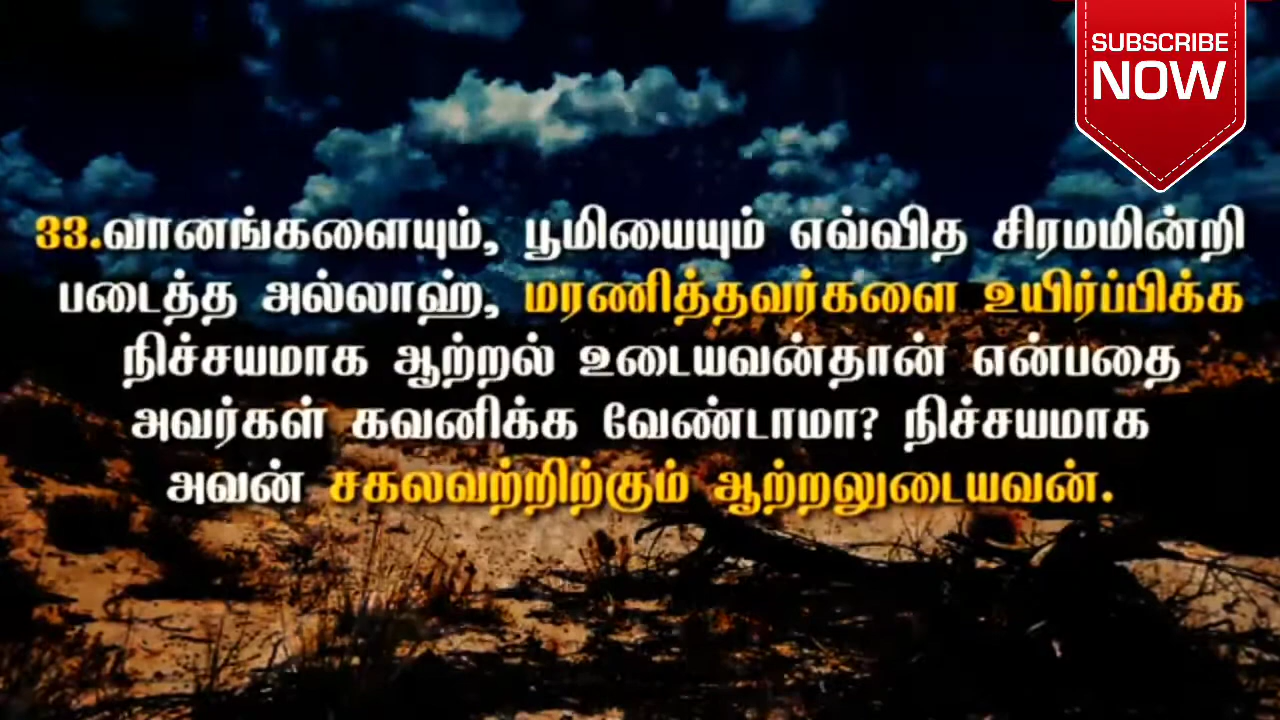 SUBSCRIBE
NOW
33.வானங்களையும், பூமியையும் எவ்வித சிரமமின்றி
படைத்த அல்லாஹ், மரணித்தவர்களை உயிர்ப்பிக்க
நிச்சயமாக ஆற்றல் உடையவன்தான் என்பதை
அவர்கள் கவனிக்க வேண்டாமா? நிச்சயமாக
அவன் சகலவற்றிற்கும் ஆற்றலுடையவன்.